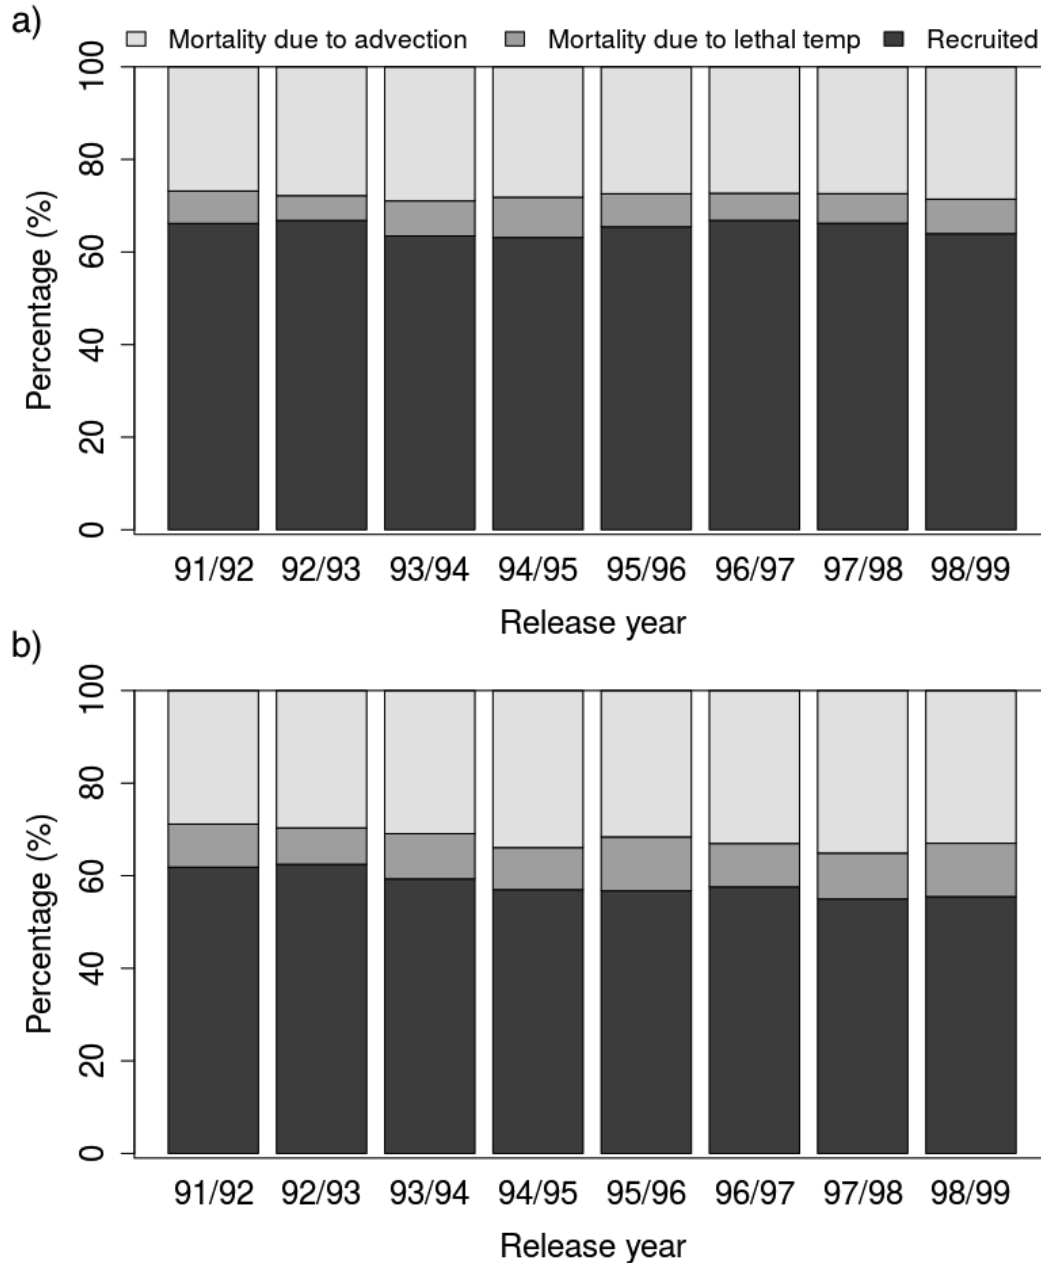 a)
Mortality due to advection Mortality due to lethal temp Recruited
Percentage (%)
100
80
60
40
20
0
91/92 92/93 93/94 94/95 95/96 96/97 97/98 98/99
Release year
b)
Percentage (%)
100
80
60
40
20
0
91/92 92/93 93/94 94/95 95/96 96/97 97/98 98/99
Release year